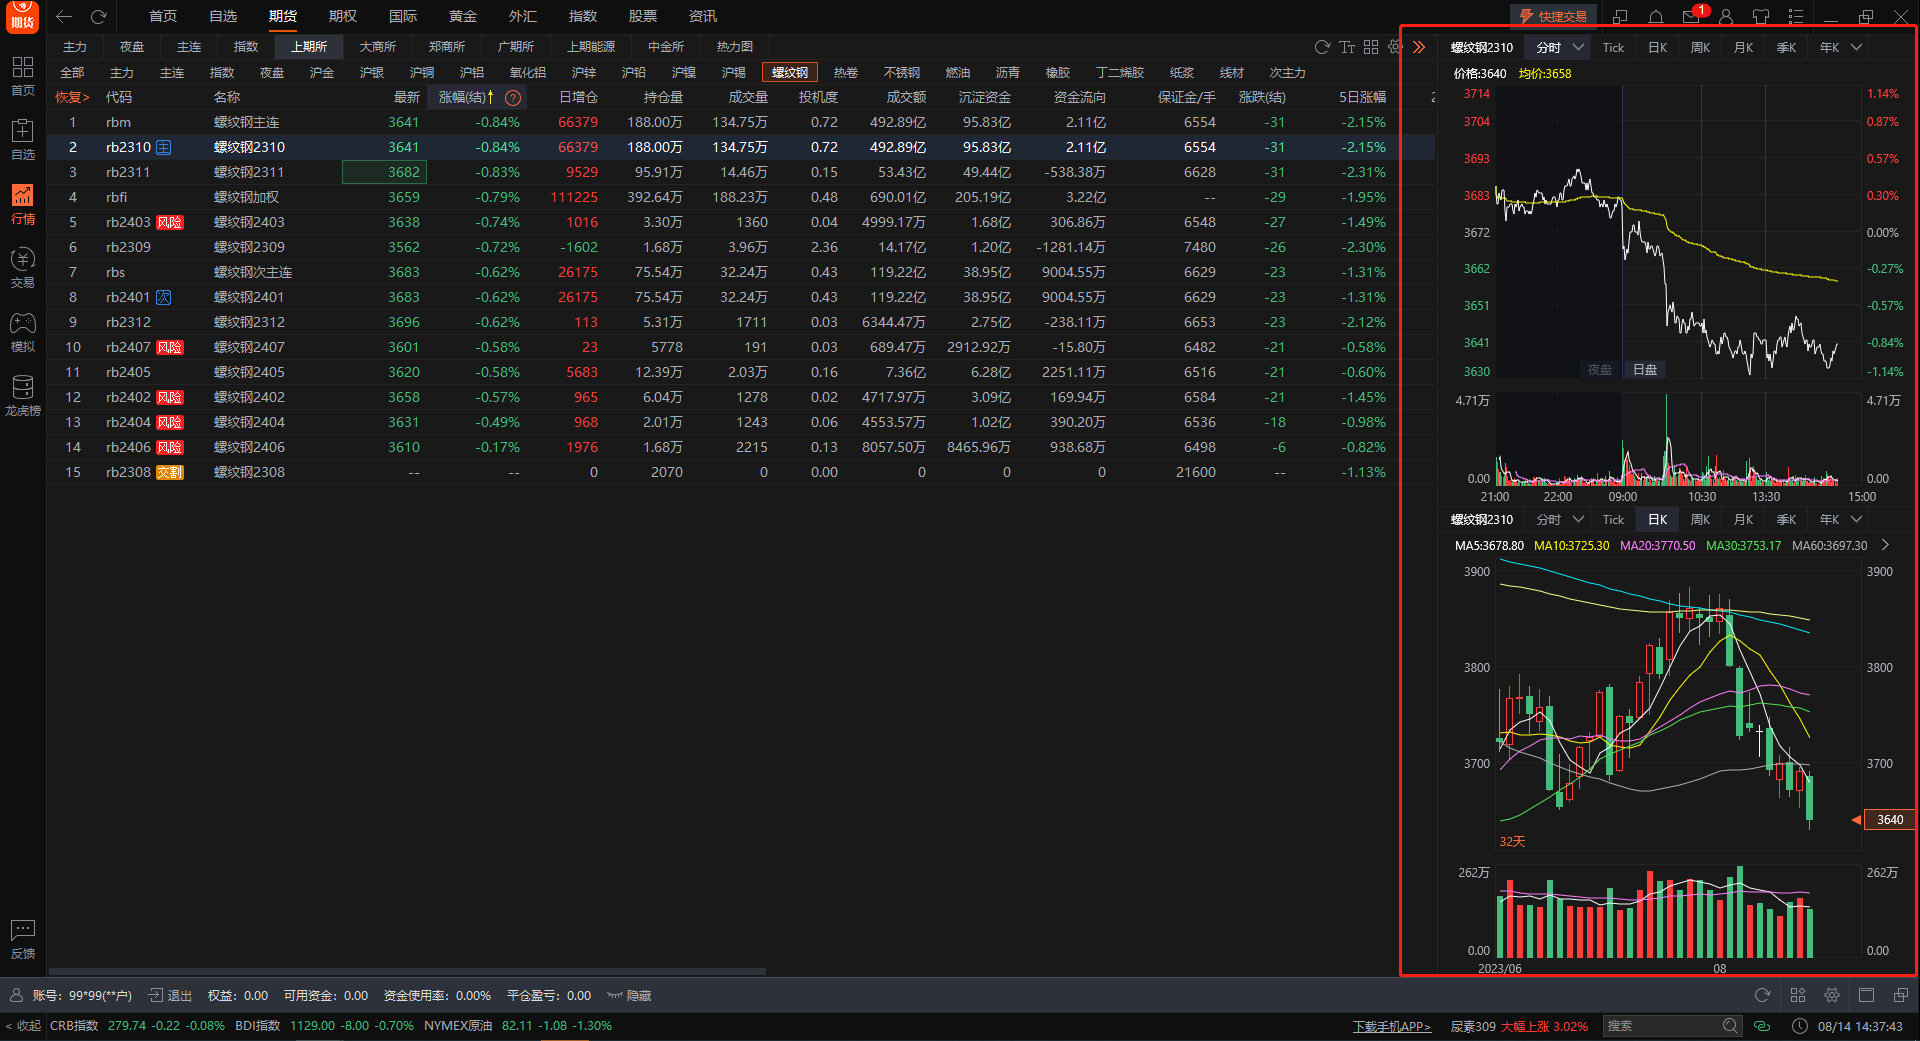 期货 首页 自选 期货 期权 国际 黄金 外汇 指数 股票 资讯 快捷交易 1
主力 夜盘 主连 指数 上期所 大商所 郑商所 广期所 上期能源 中金所 热力图
全部 主力 主连 指数 夜盘 沪金 沪银 沪铜 沪铝 氧化铝 沪锌 沪铅 沪镍 沪锡 螺纹钢 热卷 不锈钢 燃油 沥青 橡胶 丁二烯胶 纸浆 线材 次主力
恢复> 代码 名称 最新 涨幅(结)↑ ? 日增仓 持仓量 成交量 投机度 成交额 沉淀资金 资金流向 保证金/手 涨跌(结) 5日涨幅
1 rbm 螺纹钢主连 3641 -0.84% 66379 188.00万 134.75万 0.72 492.89亿 95.83亿 2.11亿 6554 -31 -2.15%
2 rb2310 主 螺纹钢2310 3641 -0.84% 66379 188.00万 134.75万 0.72 492.89亿 95.83亿 2.11亿 6554 -31 -2.15%
3 rb2311 螺纹钢2311 3682 -0.83% 9529 95.91万 14.46万 0.15 53.43亿 49.44亿 -538.38万 6628 -31 -2.31%
4 rbfi 螺纹钢加权 3659 -0.79% 111225 392.64万 188.23万 0.48 690.01亿 205.19亿 3.22亿 -- -29 -1.95%
5 rb2403 风险 螺纹钢2403 3638 -0.74% 1016 3.30万 1360 0.04 4999.17万 1.68亿 306.86万 6548 -27 -1.49%
6 rb2309 螺纹钢2309 3562 -0.72% -1602 1.68万 3.96万 2.36 14.17亿 1.20亿 -1281.14万 7480 -26 -2.30%
7 rbs 螺纹钢次主连 3683 -0.62% 26175 75.54万 32.24万 0.43 119.22亿 38.95亿 9004.55万 6629 -23 -1.31%
8 rb2401 次 螺纹钢2401 3683 -0.62% 26175 75.54万 32.24万 0.43 119.22亿 38.95亿 9004.55万 6629 -23 -1.31%
9 rb2312 螺纹钢2312 3696 -0.62% 113 5.31万 1711 0.03 6344.47万 2.75亿 -238.11万 6653 -23 -2.12%
10 rb2407 风险 螺纹钢2407 3601 -0.58% 23 5778 191 0.03 689.47万 2912.92万 -15.80万 6482 -21 -0.58%
11 rb2405 螺纹钢2405 3620 -0.58% 5683 12.39万 2.03万 0.16 7.36亿 6.28亿 2251.11万 6516 -21 -0.60%
12 rb2402 风险 螺纹钢2402 3658 -0.57% 965 6.04万 1278 0.02 4717.97万 3.09亿 169.94万 6584 -21 -1.45%
13 rb2404 风险 螺纹钢2404 3631 -0.49% 968 2.01万 1243 0.06 4553.57万 1.02亿 390.20万 6536 -18 -0.98%
14 rb2406 风险 螺纹钢2406 3610 -0.17% 1976 1.68万 2215 0.13 8057.50万 8465.96万 938.68万 6498 -6 -0.82%
15 rb2308 交割 螺纹钢2308 -- -- 0 2070 0 0.00 0 0 0 21600 -- -1.13%
首页
自选
行情
交易
模拟
龙虎榜
反馈
螺纹钢2310 分时 Tick 日K 周K 月K 季K 年K
价格:3640 均价:3658
3714 1.14%
3704 0.87%
3693 0.57%
3683 0.30%
3672 0.00%
3662 -0.27%
3651 -0.57%
3641 -0.84%
3630 夜盘 日盘 -1.14%
4.71万 4.71万
0.00 0.00
21:00 22:00 09:00 10:30 13:30 15:00
螺纹钢2310 分时 Tick 日K 周K 月K 季K 年K
MA5:3678.80 MA10:3725.30 MA20:3770.50 MA30:3753.17 MA60:3697.30
3900 3900
3800 3800
3700 3700
3640
32天
262万 262万
0.00 0.00
2023/06 08
账号：99*99(**户) 退出 权益：0.00 可用资金：0.00 资金使用率：0.00% 平仓盈亏：0.00 隐藏
< 收起 CRB指数 279.74 -0.22 -0.08% BDI指数 1129.00 -8.00 -0.70% NYMEX原油 82.11 -1.08 -1.30% 下载手机APP> 尿素309 大幅上涨 3.02% 搜索 08/14 14:37:43